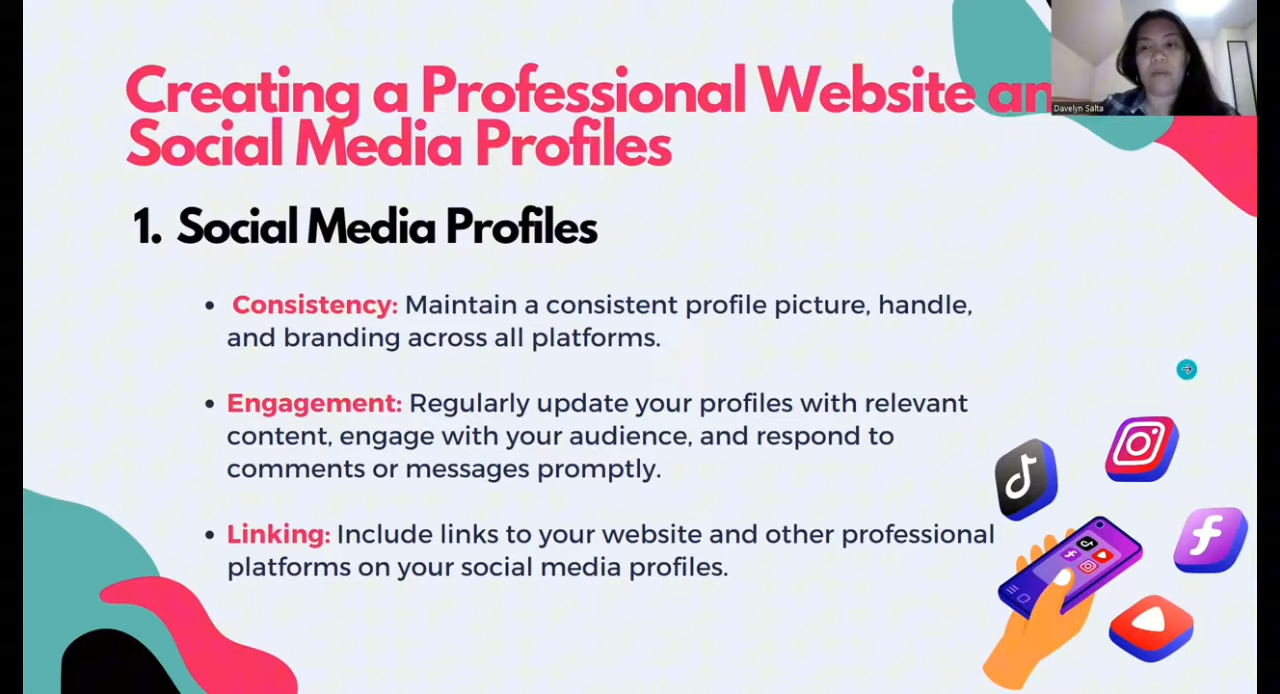 Creating a Professional Website an
Social Media Profiles
Davelyn Salta
1. Social Media Profiles
• Consistency: Maintain a consistent profile picture, handle,
and branding across all platforms.
• Engagement: Regularly update your profiles with relevant
content, engage with your audience, and respond to
comments or messages promptly.
• Linking: Include links to your website and other professional
platforms on your social media profiles.